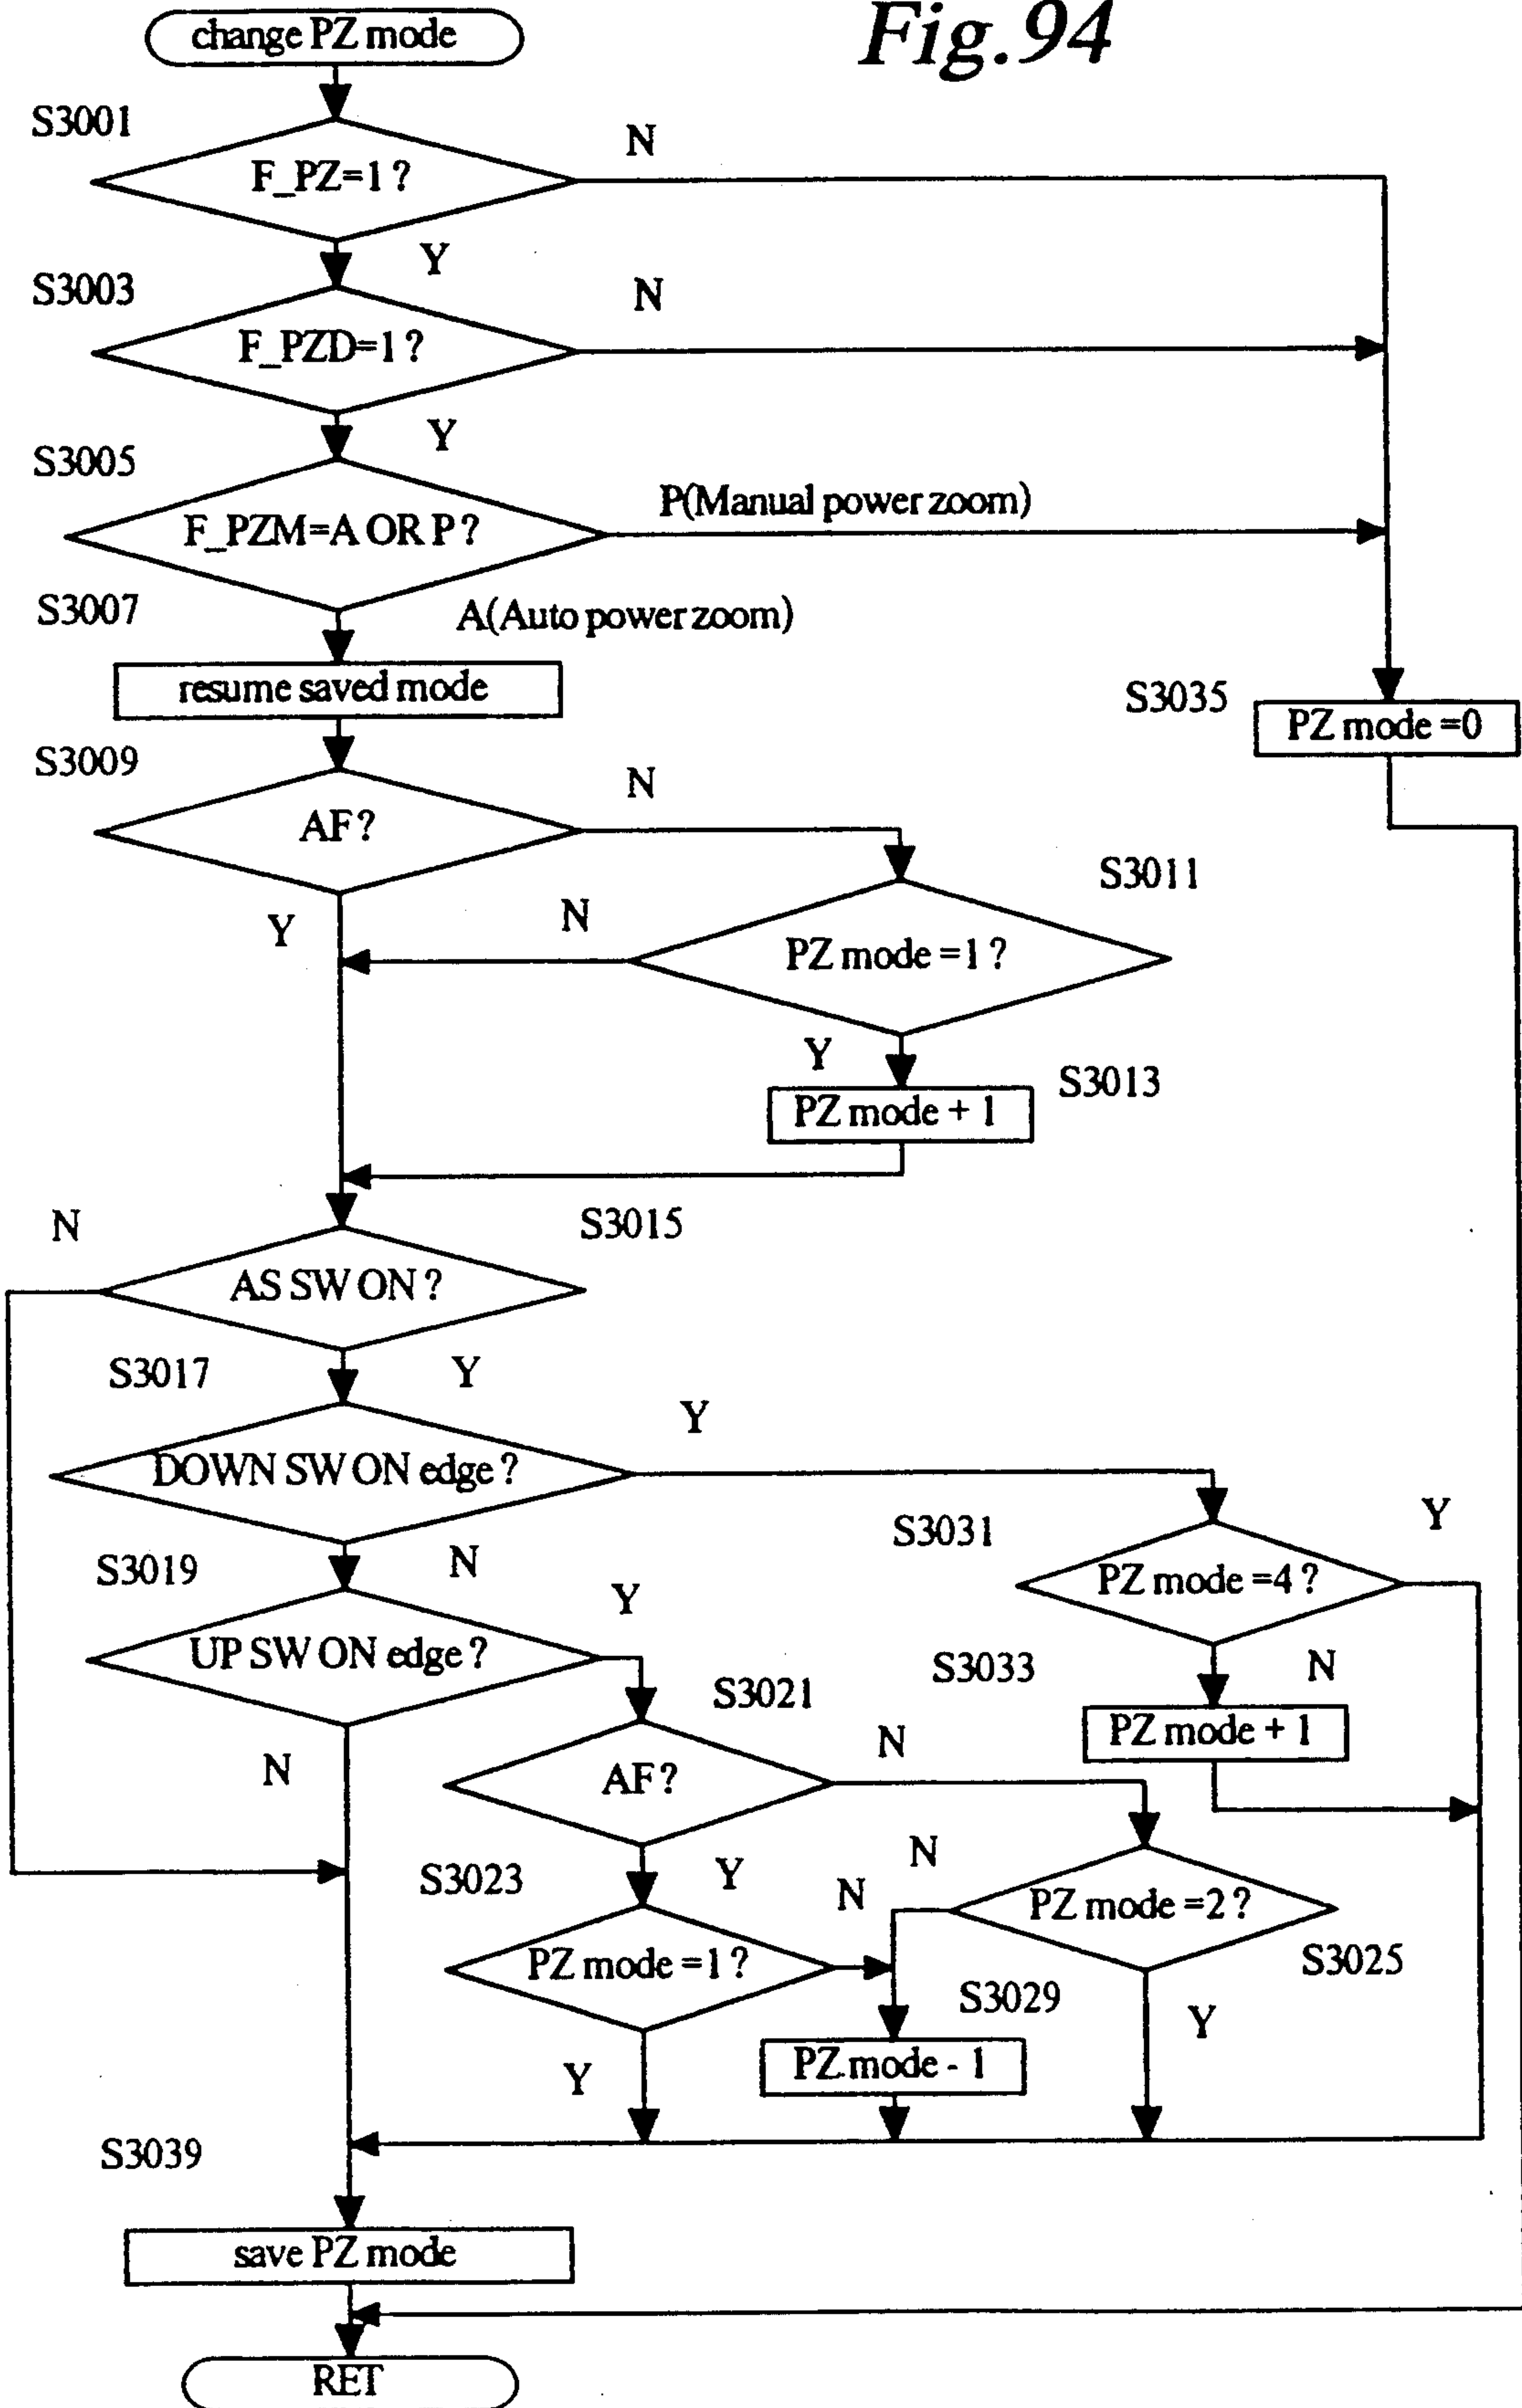 Fig.94
change PZ mode
S3001
N
F_PZ=1?
Y
S3003
N
F_PZD=1?
Y
S3005
P(Manual power zoom)
F_PZM=A OR P?
S3007
A(Auto power zoom)
resume saved mode
S3035
PZ mode =0
S3009
N
AF?
S3011
Y
N
PZ mode =1?
Y
S3013
PZ mode + 1
N
S3015
AS SW ON?
S3017
Y
Y
DOWN SW ON edge?
S3031
Y
PZ mode =4?
S3019
N
Y
UP SW ON edge?
S3033
N
S3021
PZ mode + 1
N
N
AF?
S3023
Y
N
N
PZ mode =2?
PZ mode =1?
S3025
S3029
Y
PZ mode - 1
Y
S3039
save PZ mode
RET